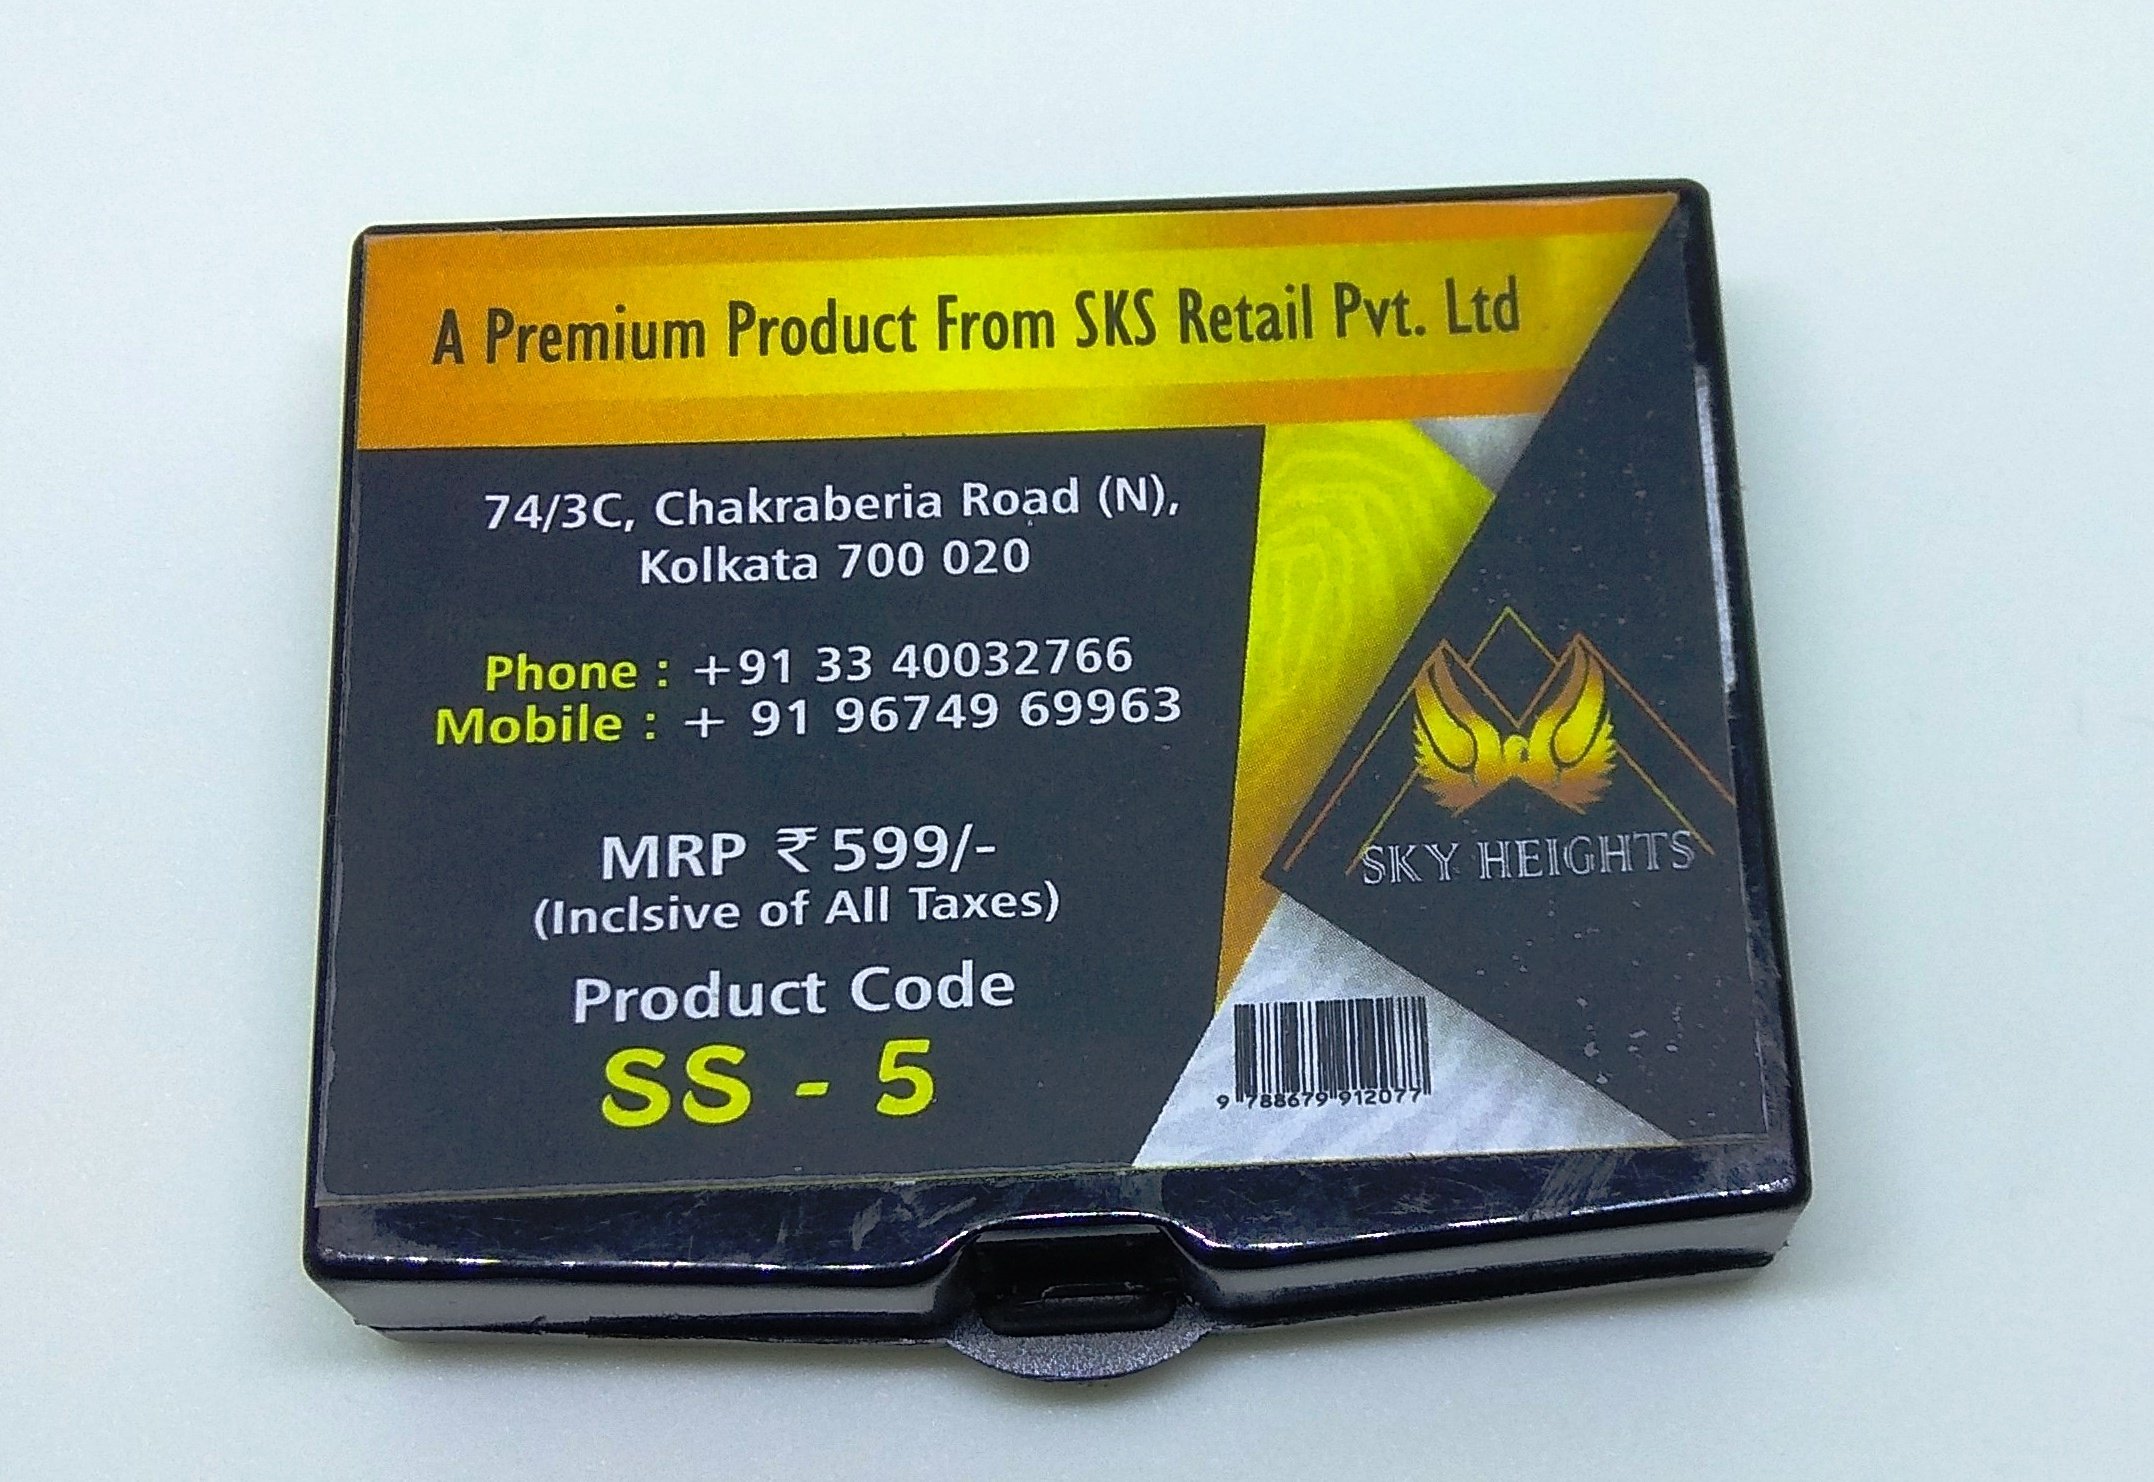 A Premium Product From SKS Retail Pvt. Ltd
74/3C, Chakraberia Road (N),
Kolkata 700 020
Phone : +91 33 40032766
Mobile : + 91 96749 69963
MRP ₹ 599/-
(Inclsive of All Taxes)
Product Code
SS - 5
SKY HEIGHTS
9 788679 912077